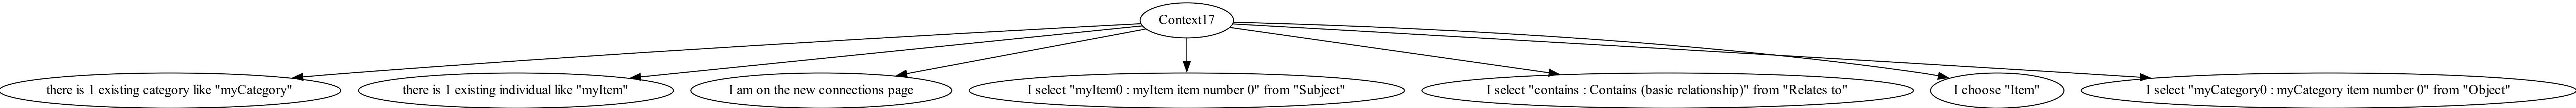 Context17
there is 1 existing category like "myCategory"
there is 1 existing individual like "myItem"
I am on the new connections page
I select "myItem0 : myItem item number 0" from "Subject"
I select "contains : Contains (basic relationship)" from "Relates to"
I choose "Item"
I select "myCategory0 : myCategory item number 0" from "Object"